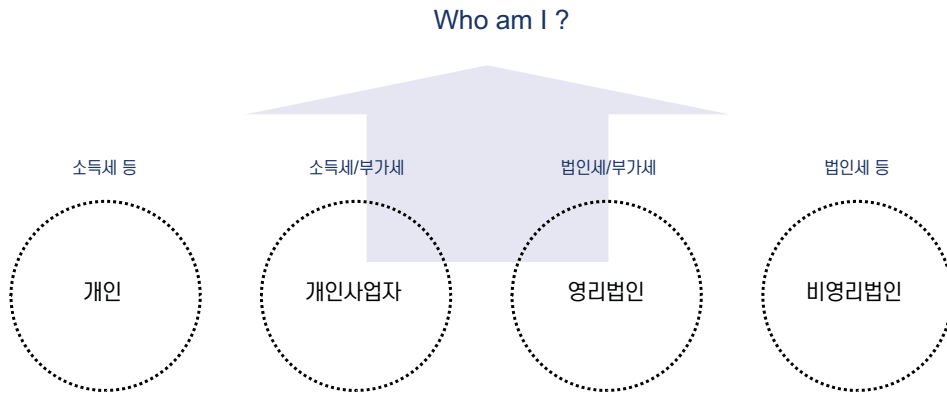 Who am I ?
소득세 등
소득세/부가세
법인세/부가세
법인세 등
개인
개인사업자
영리법인
비영리법인